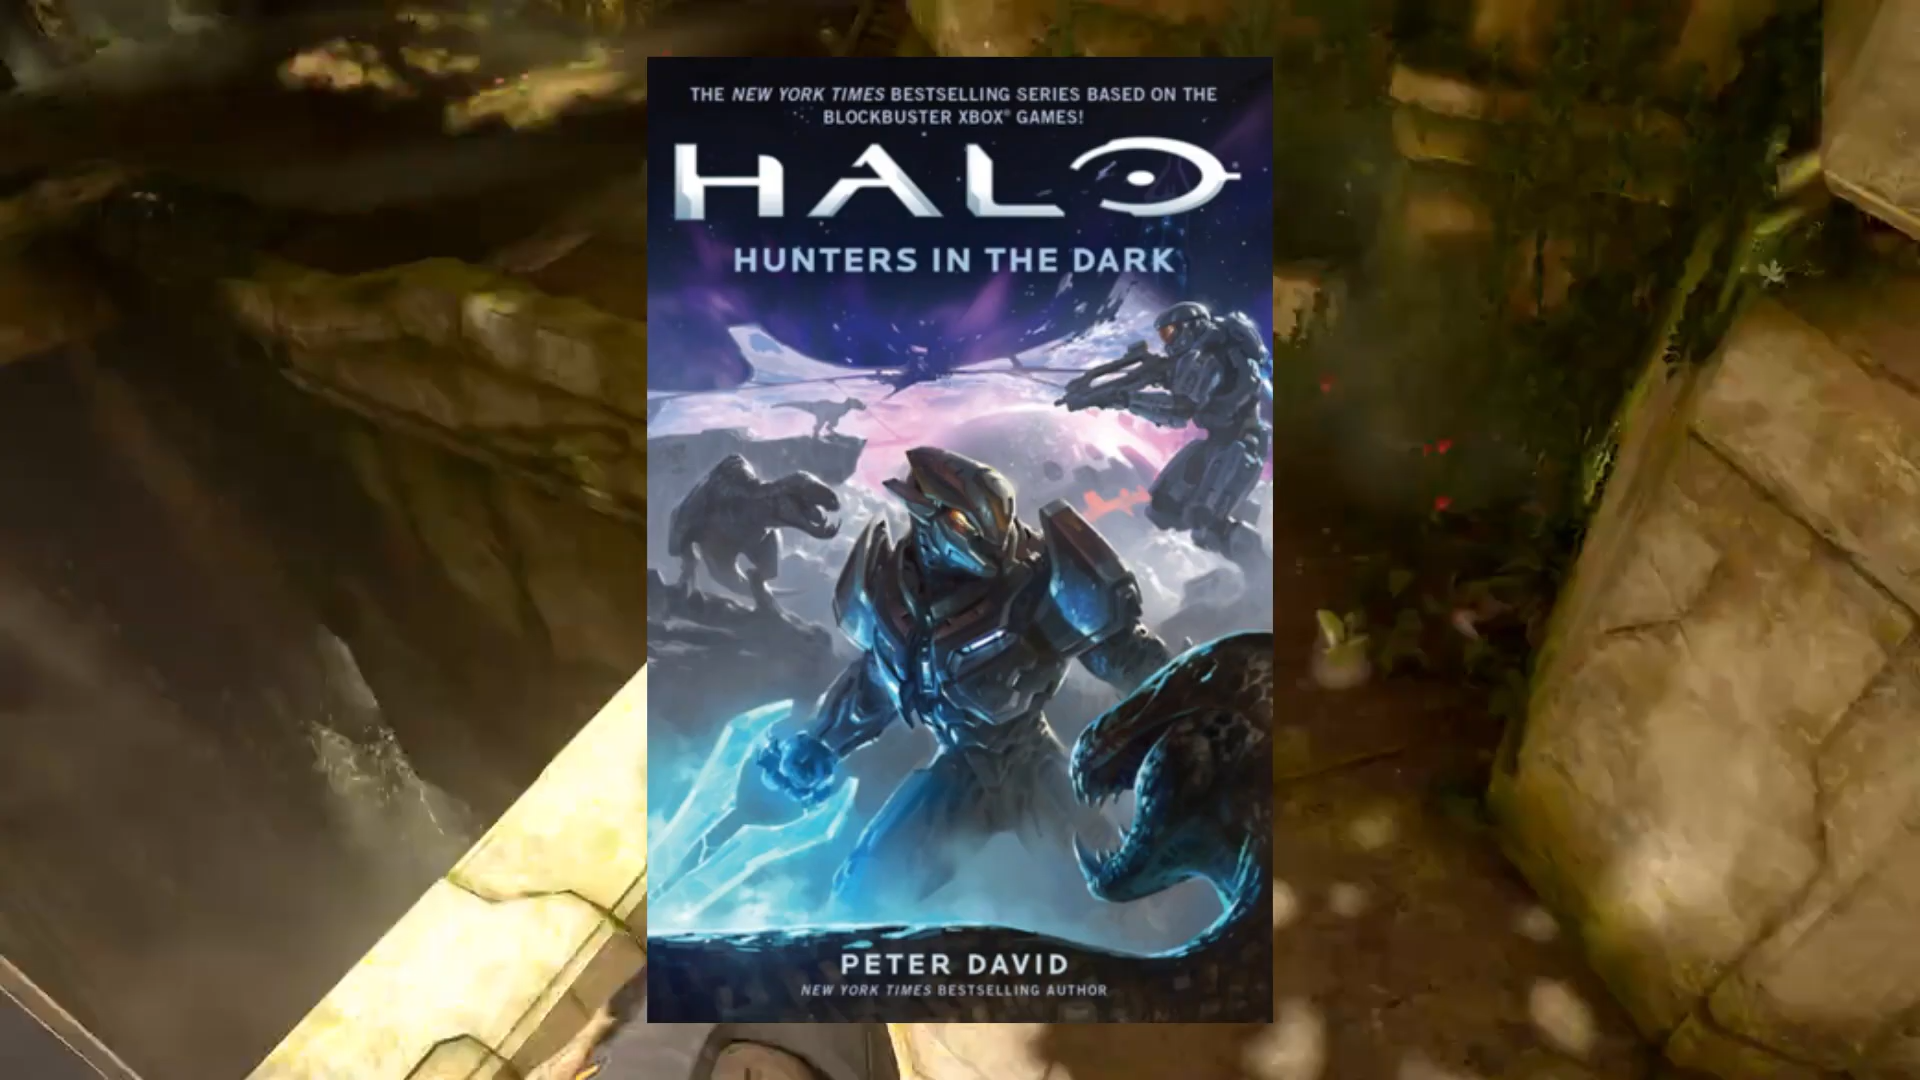 THE NEW YORK TIMES BESTSELLING SERIES BASED ON THE
BLOCKBUSTER XBOX® GAMES!
HALO
HUNTERS IN THE DARK
PETER DAVID
NEW YORK TIMES BESTSELLING AUTHOR